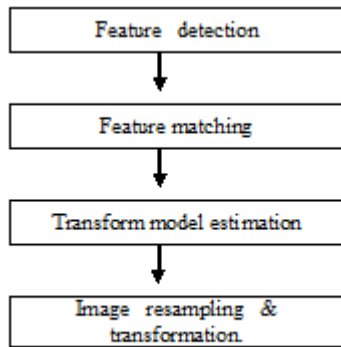 Feature detection
Feature matching
Transform model estimation
Image resampling &
transformation.